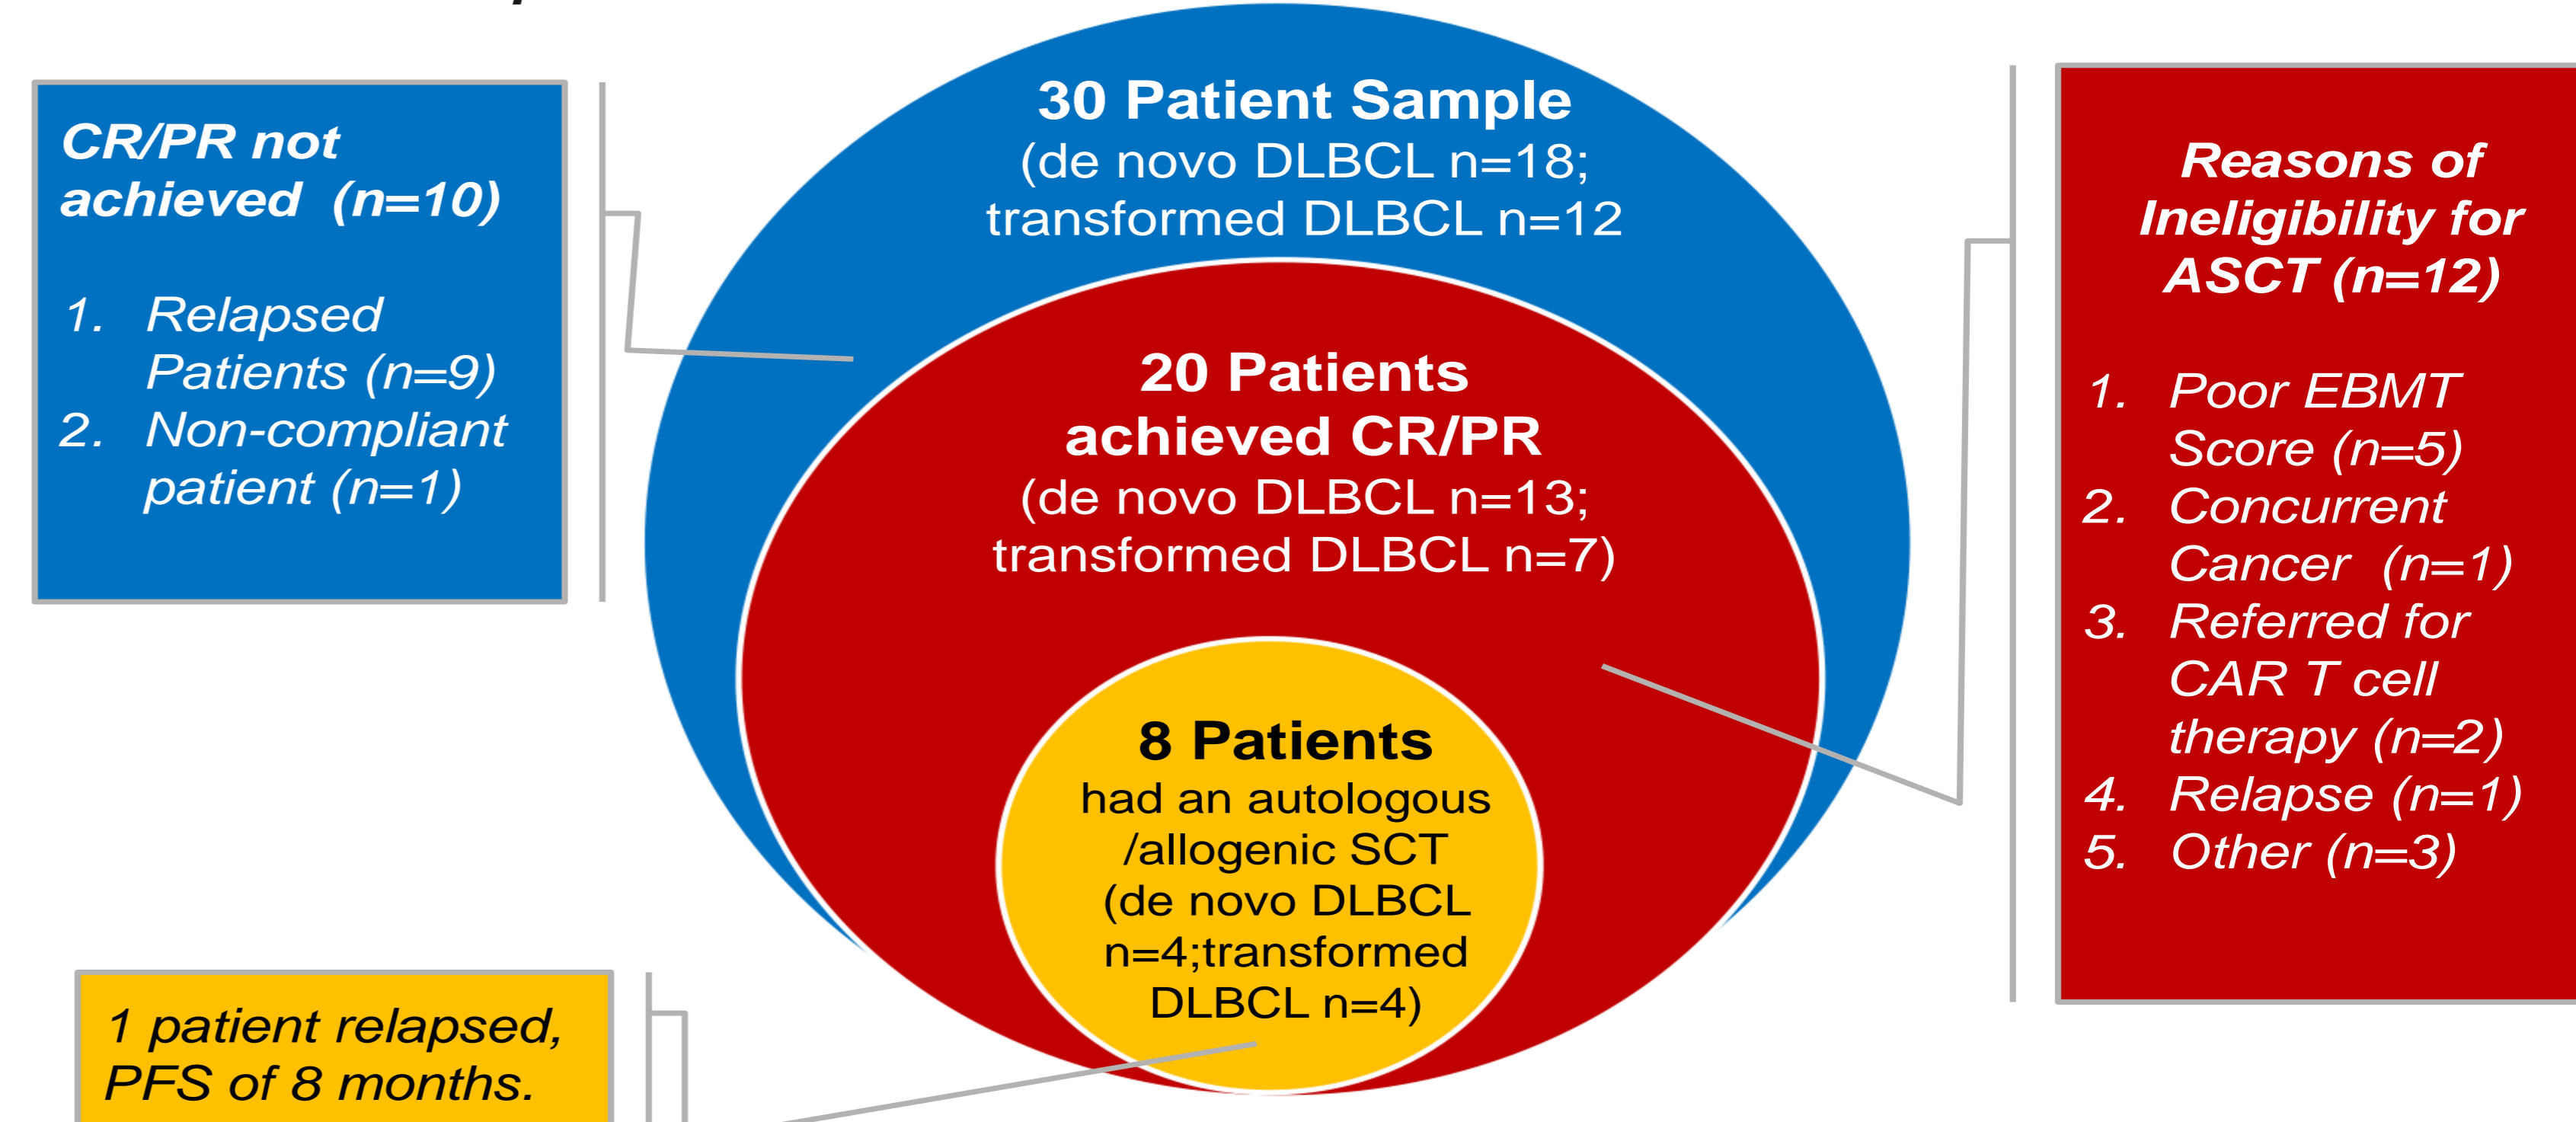 CR/PR not
achieved (n=10)
1. Relapsed
Patients (n=9)
2. Non-compliant
patient (n=1)
30 Patient Sample
(de novo DLBCL n=18;
transformed DLBCL n=12
20 Patients
achieved CR/PR
(de novo DLBCL n=13;
transformed DLBCL n=7)
8 Patients
had an autologous
/allogenic SCT
(de novo DLBCL
n=4;transformed
DLBCL n=4)
Reasons of
Ineligibility for
ASCT (n=12)
1. Poor EBMT
Score (n=5)
2. Concurrent
Cancer (n=1)
3. Referred for
CAR T cell
therapy (n=2)
4. Relapse (n=1)
5. Other (n=3)
1 patient relapsed,
PFS of 8 months.